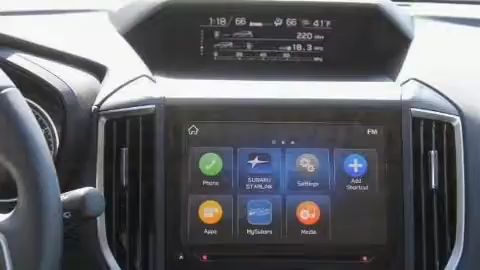 1:18 / 66 66 41°F
220
18.3
FM
Phone
SUBARU
STARLINK
Settings
Add
Shortcut
Apps
MySubaru
Media